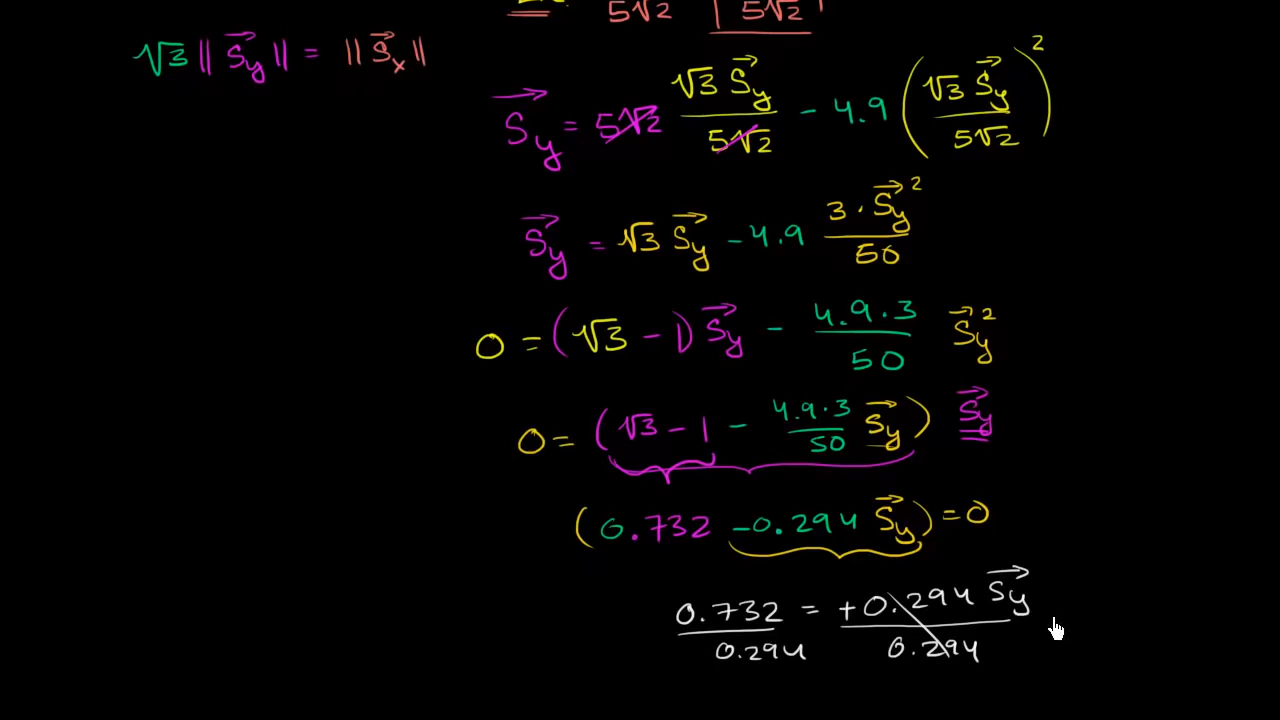 5√2 5√2
√3 ||S⃗y|| = ||S⃗x||
S⃗y = 5√2 √3 S⃗y / 5√2 - 4.9 (√3 S⃗y / 5√2)²
S⃗y = √3 S⃗y - 4.9 3 · S⃗y² / 50
0 = (√3 - 1) S⃗y - 4.9 · 3 / 50 S⃗y²
0 = (√3 - 1 - 4.9 · 3 / 50 S⃗y) S⃗y
(0.732 - 0.294 S⃗y) = 0
0.732 / 0.294 = +0.294 S⃗y / 0.294